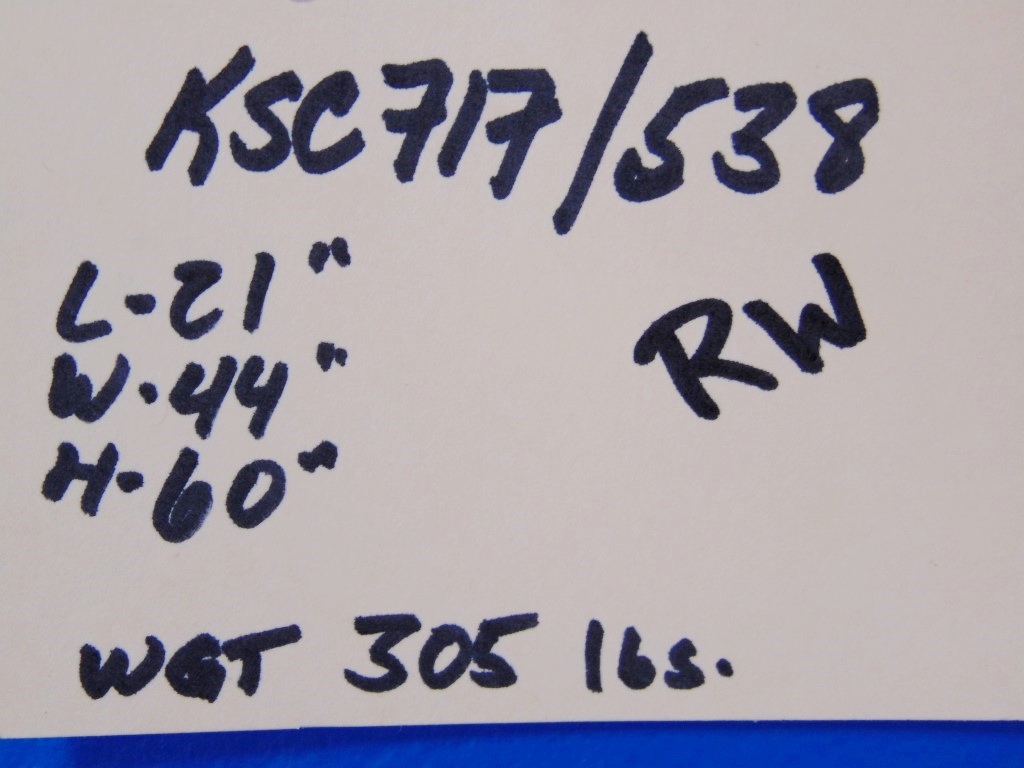 KSC717/538
L-21"
W-44"
H-60"
RW
WGT 305 lbs.